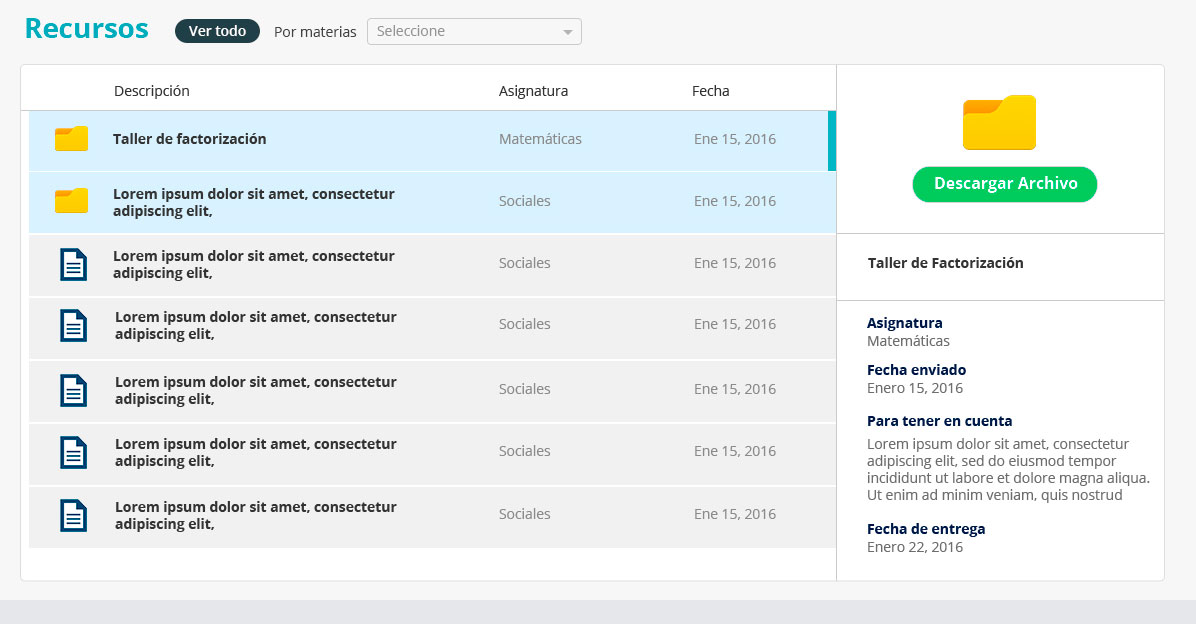 Recursos
Ver todo
Por materias
Seleccione
Descripción
Asignatura
Fecha
Taller de factorización
Matemáticas
Ene 15, 2016
Lorem ipsum dolor sit amet, consectetur
adipiscing elit,
Sociales
Ene 15, 2016
Lorem ipsum dolor sit amet, consectetur
adipiscing elit,
Sociales
Ene 15, 2016
Lorem ipsum dolor sit amet, consectetur
adipiscing elit,
Sociales
Ene 15, 2016
Lorem ipsum dolor sit amet, consectetur
adipiscing elit,
Sociales
Ene 15, 2016
Lorem ipsum dolor sit amet, consectetur
adipiscing elit,
Sociales
Ene 15, 2016
Lorem ipsum dolor sit amet, consectetur
adipiscing elit,
Sociales
Ene 15, 2016
Descargar Archivo
Taller de Factorización
Asignatura
Matemáticas
Fecha enviado
Enero 15, 2016
Para tener en cuenta
Lorem ipsum dolor sit amet, consectetur
adipiscing elit, sed do eiusmod tempor
incididunt ut labore et dolore magna aliqua.
Ut enim ad minim veniam, quis nostrud
Fecha de entrega
Enero 22, 2016